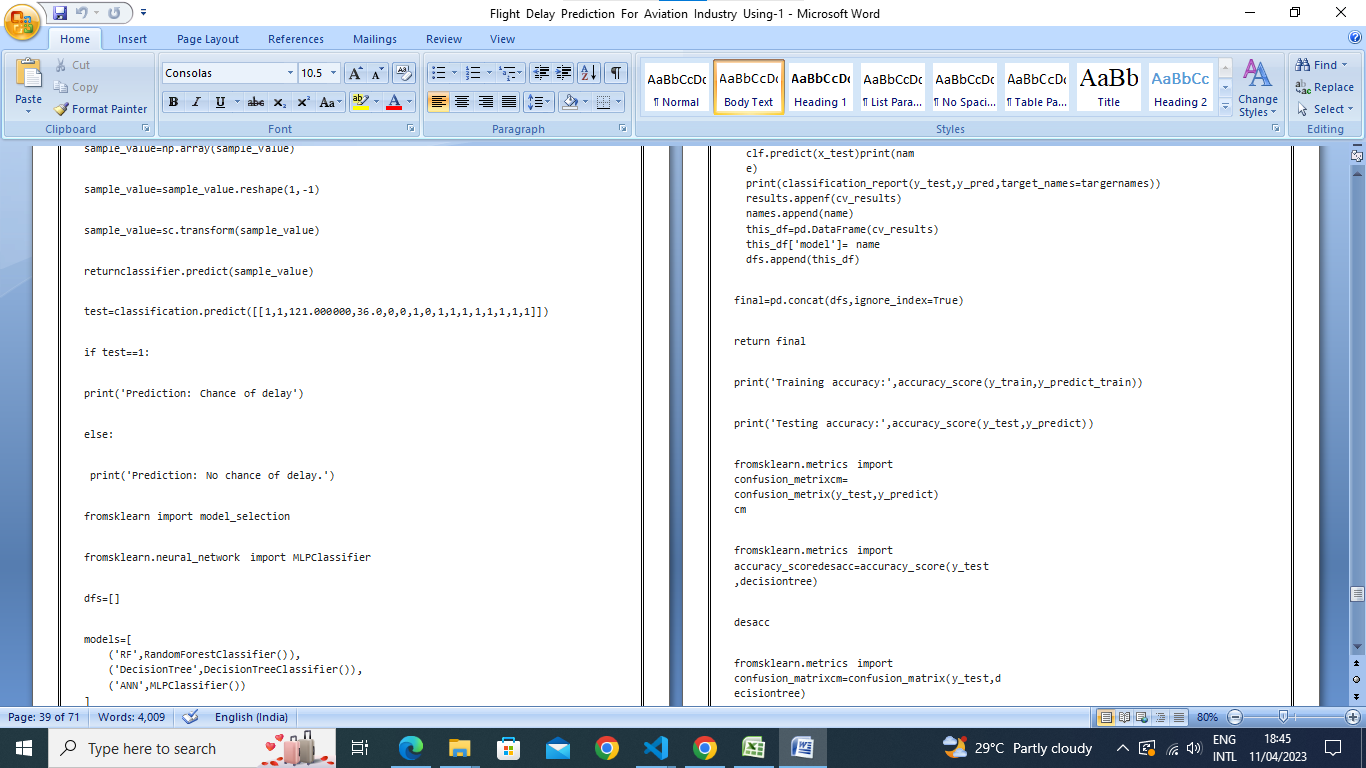 Flight Delay Prediction For Aviation Industry Using-1 - Microsoft Word
Home Insert Page Layout References Mailings Review View
Paste
Cut
Copy
Format Painter
Clipboard
Consolas 10.5
B I U abc X₂ X² Aa
Font
Paragraph
AaBbCcDc AaBbCcDc AaBbCcDc AaBbCcDc AaBbCcDc AaBbCcDc AaBb AaBbCc
¶ Normal Body Text Heading 1 ¶ List Para... ¶ No Spaci... ¶ Table Pa... Title Heading 2
Change
Styles
Styles
Find
Replace
Select
Editing
sample_value=np.array(sample_value)
sample_value=sample_value.reshape(1,-1)
sample_value=sc.transform(sample_value)
returnclassifier.predict(sample_value)
test=classification.predict([[1,1,121.000000,36.0,0,0,1,0,1,1,1,1,1,1,1,1]])
if test==1:
print('Prediction: Chance of delay')
else:
print('Prediction: No chance of delay.')
fromsklearn import model_selection
fromsklearn.neural_network import MLPClassifier
dfs=[]
models=[
('RF',RandomForestClassifier()),
('DecisionTree',DecisionTreeClassifier()),
('ANN',MLPClassifier())
]
clf.predict(x_test)print(nam
e)
print(classification_report(y_test,y_pred,target_names=targernames))
results.appenf(cv_results)
names.append(name)
this_df=pd.DataFrame(cv_results)
this_df['model']= name
dfs.append(this_df)
final=pd.concat(dfs,ignore_index=True)
return final
print('Training accuracy:',accuracy_score(y_train,y_predict_train))
print('Testing accuracy:',accuracy_score(y_test,y_predict))
fromsklearn.metrics import
confusion_metrixcm=
confusion_metrix(y_test,y_predict)
cm
fromsklearn.metrics import
accuracy_scoredesacc=accuracy_score(y_test
,decisiontree)
desacc
fromsklearn.metrics import
confusion_matrixcm=confusion_matrix(y_test,d
ecisiontree)
Page: 39 of 71 Words: 4,009 English (India) 80%
Type here to search 29°C Partly cloudy
ENG
INTL
18:45
11/04/2023